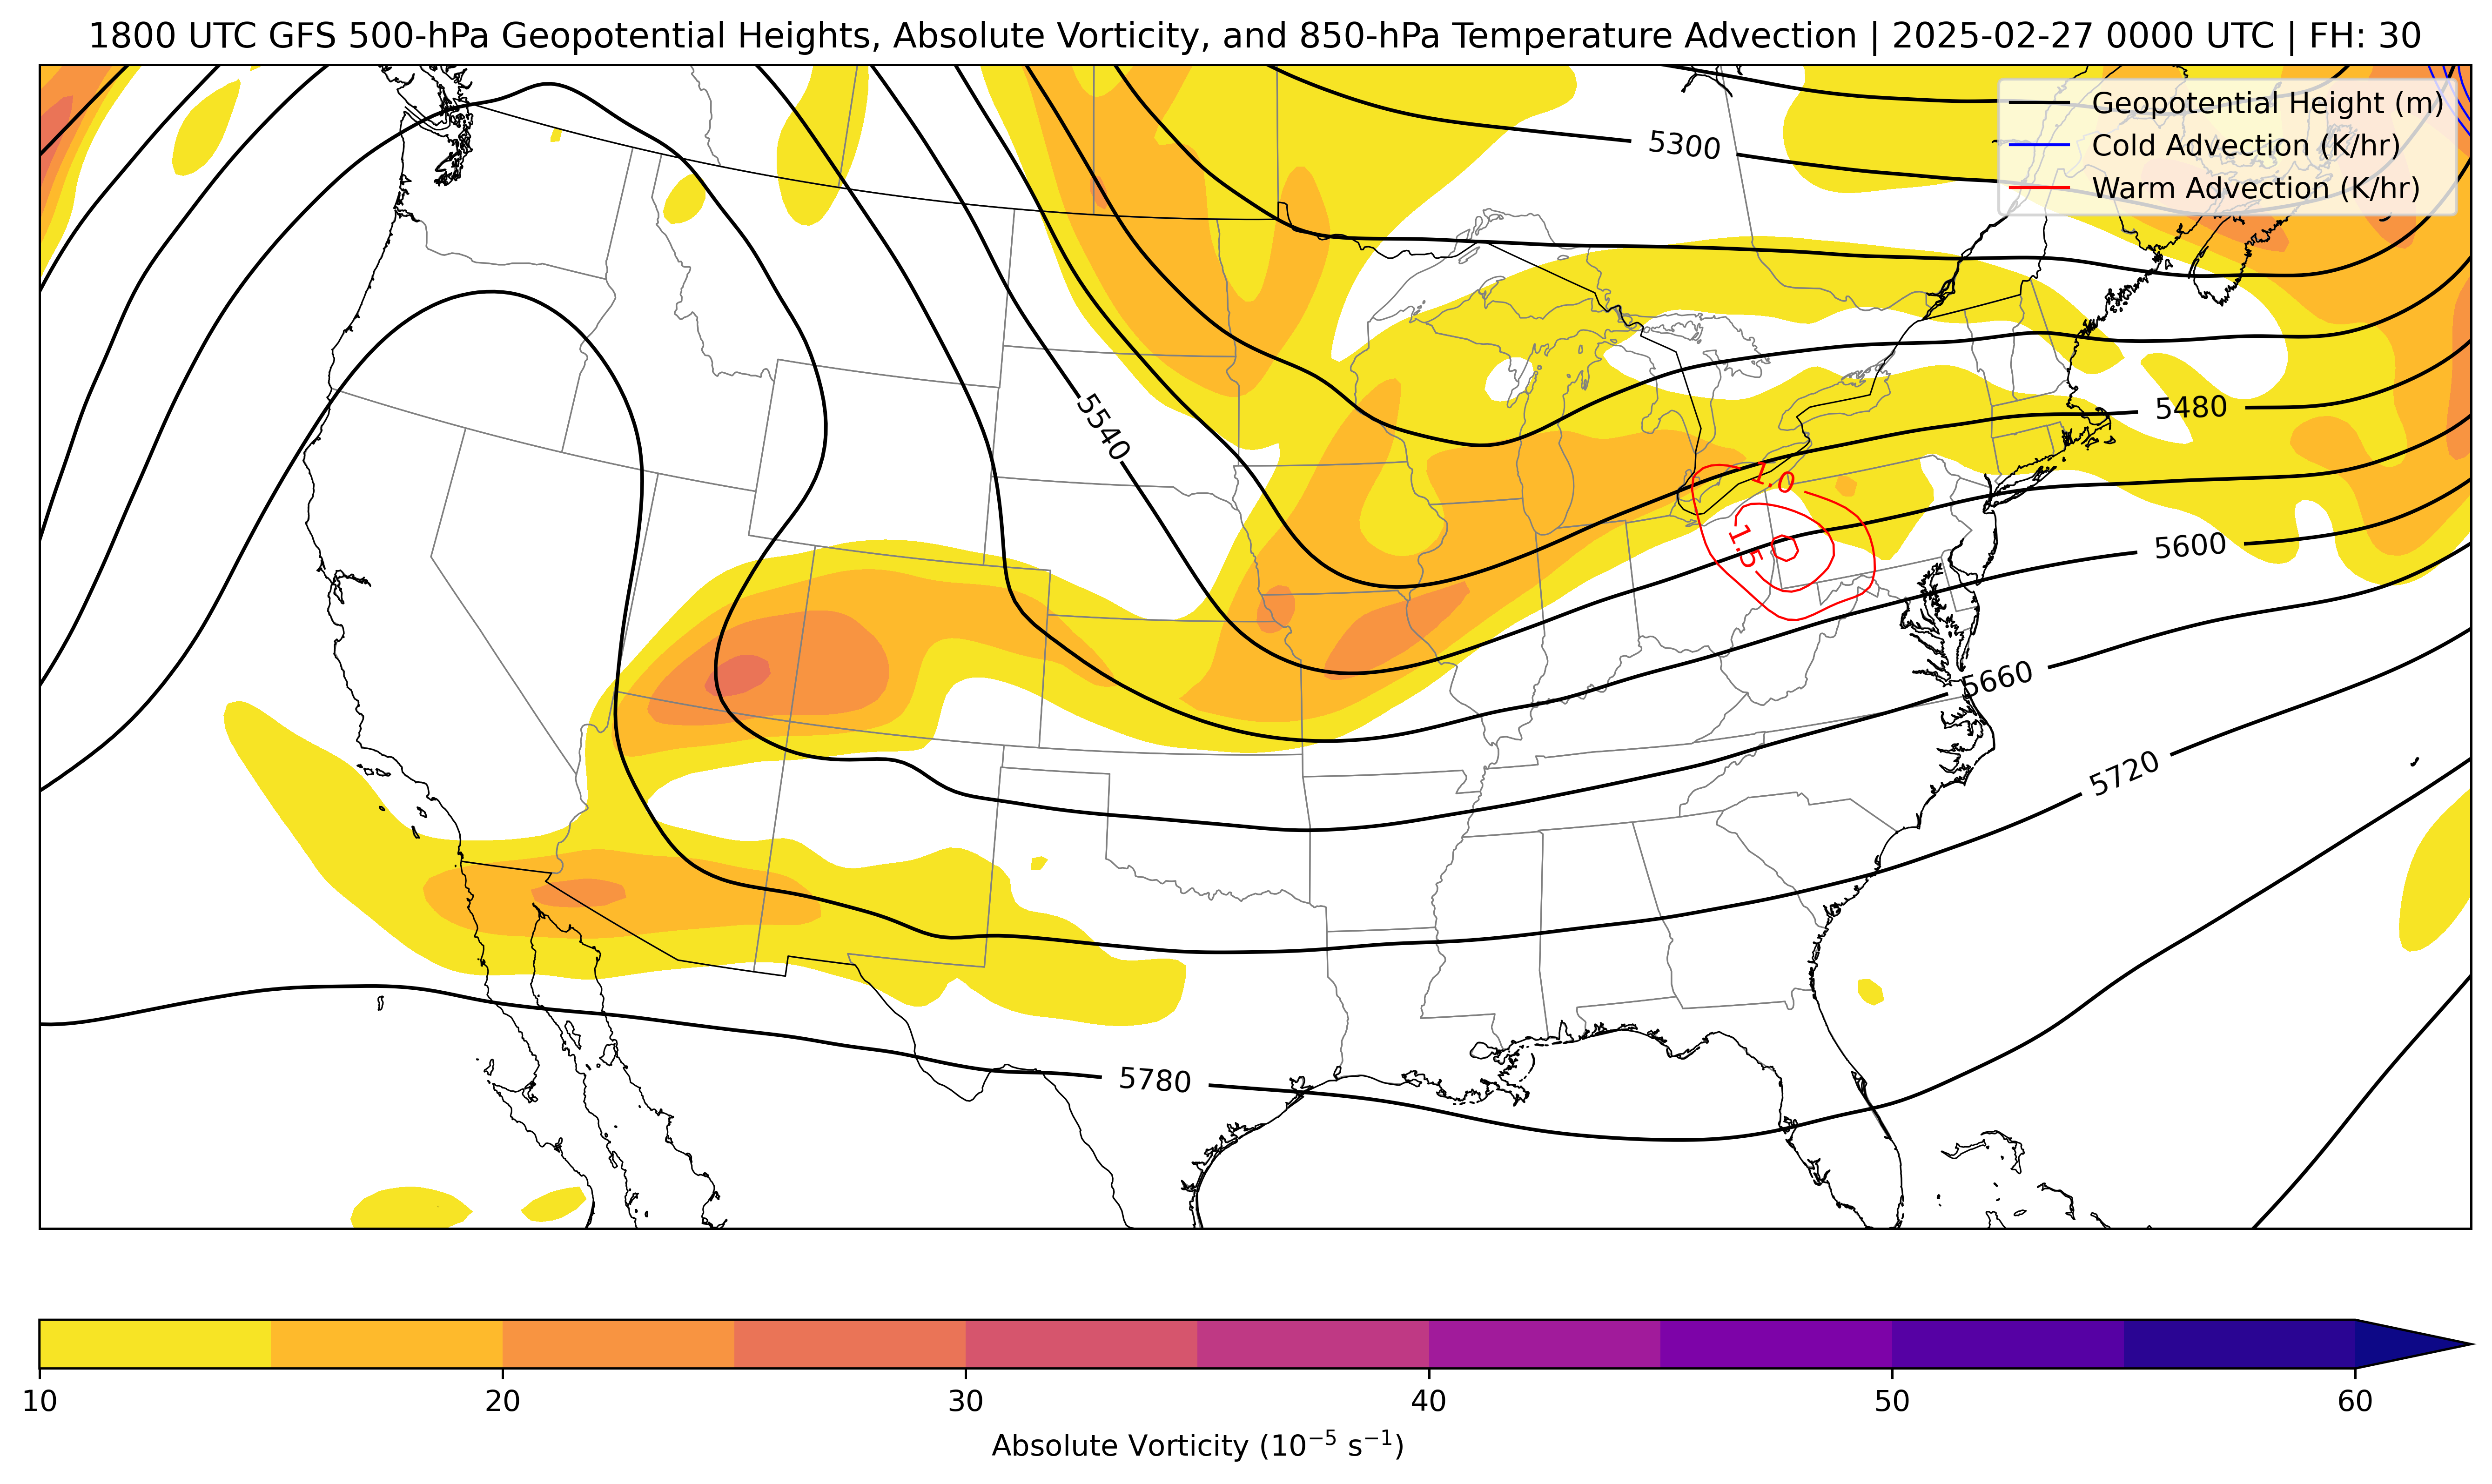 1800 UTC GFS 500-hPa Geopotential Heights, Absolute Vorticity, and 850-hPa Temperature Advection | 2025-02-27 0000 UTC | FH: 30
Geopotential Height (m)
Cold Advection (K/hr)
Warm Advection (K/hr)
5300
5540
5480
1.0
1.5
5600
5660
5720
5780
10 20 30 40 50 60
Absolute Vorticity (10⁻⁵ s⁻¹)